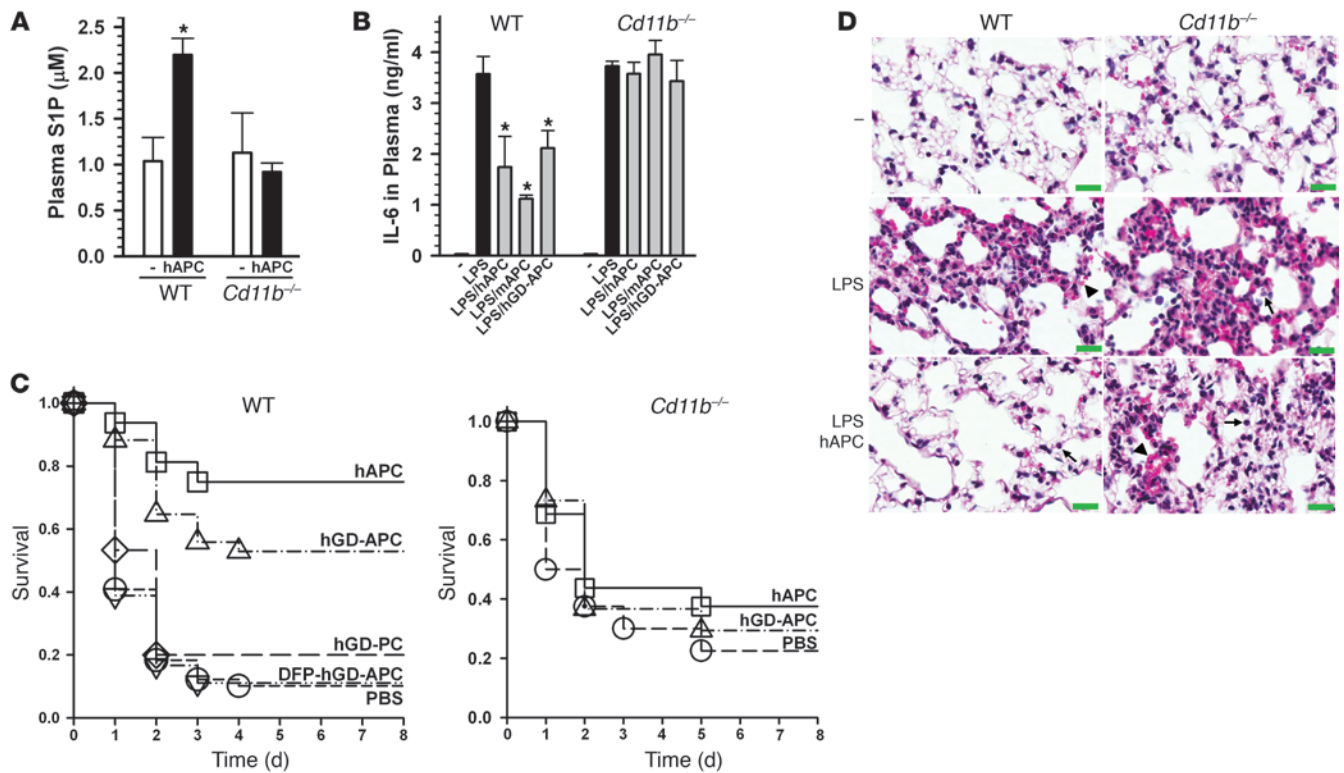 A
Plasma S1P (μM)
2.5
2.0
1.5
1.0
0.5
0.0
*
- hAPC - hAPC
WT Cd11b–/–
B
WT Cd11b–/–
IL-6 in Plasma (ng/ml)
4
3
2
1
0
* * *
-
LPS
LPS/hAPC
LPS/mAPC
LPS/hGD-APC
-
LPS
LPS/hAPC
LPS/mAPC
LPS/hGD-APC
C
WT
Survival
1.0
0.8
0.6
0.4
0.2
0.0
hAPC
hGD-APC
hGD-PC
DFP-hGD-APC
PBS
0 1 2 3 4 5 6 7 8
Time (d)
Cd11b–/–
Survival
1.0
0.8
0.6
0.4
0.2
0.0
hAPC
hGD-APC
PBS
0 1 2 3 4 5 6 7 8
Time (d)
D
WT Cd11b–/–
–
LPS
LPS
hAPC